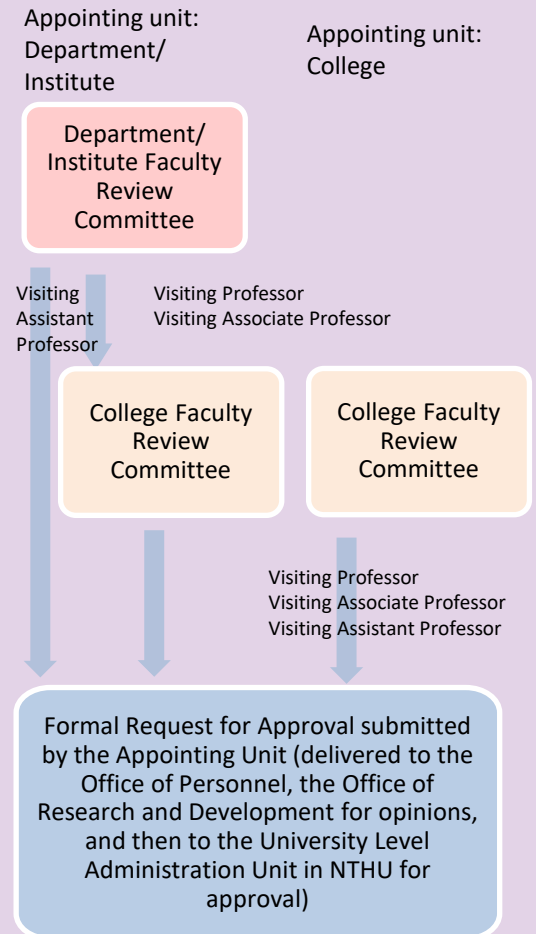 Appointing unit:
Department/
Institute
Appointing unit:
College
Department/
Institute Faculty
Review
Committee
Visiting
Assistant
Professor
Visiting Professor
Visiting Associate Professor
College Faculty
Review
Committee
College Faculty
Review
Committee
Visiting Professor
Visiting Associate Professor
Visiting Assistant Professor
Formal Request for Approval submitted
by the Appointing Unit (delivered to the
Office of Personnel, the Office of
Research and Development for opinions,
and then to the University Level
Administration Unit in NTHU for
approval)